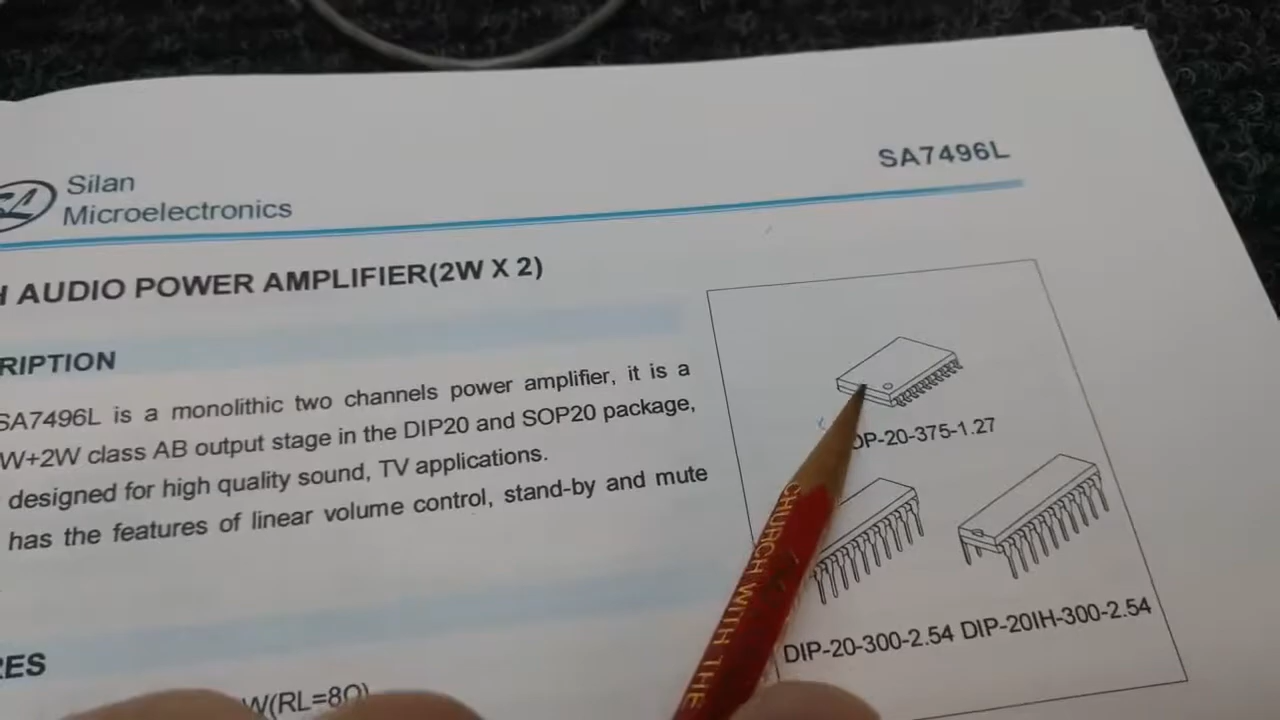 Silan
Microelectronics
SA7496L
AUDIO POWER AMPLIFIER(2W X 2)
RIPTION
SA7496L is a monolithic two channels power amplifier, it is a
W+2W class AB output stage in the DIP20 and SOP20 package,
designed for high quality sound, TV applications.
has the features of linear volume control, stand-by and mute
RES
W(RL=8Ω)
OP-20-375-1.27
DIP-20-300-2.54 DIP-20IH-300-2.54
CHURCH WITH THE